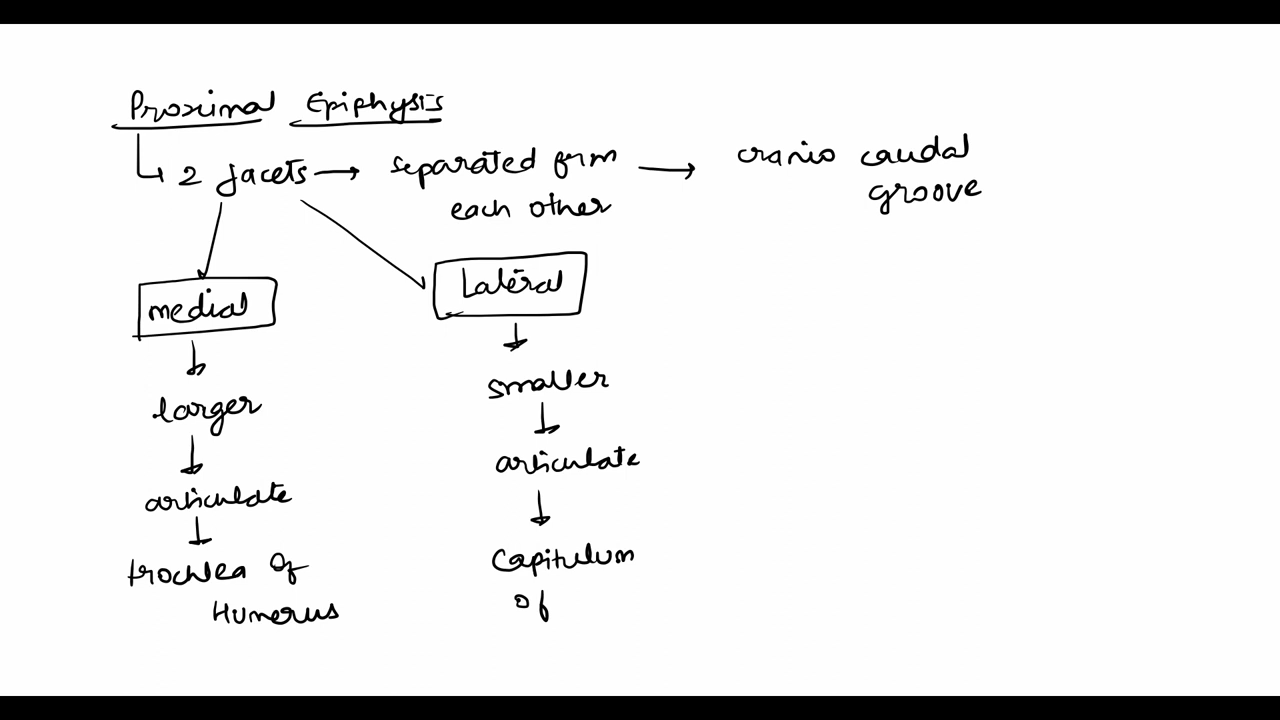 Proximal Epiphysis
2 facets → separated from → cranio caudal
each other groove
medial Lateral
larger smaller
articulate articulate
trochlea of Capitulum
Humerus of